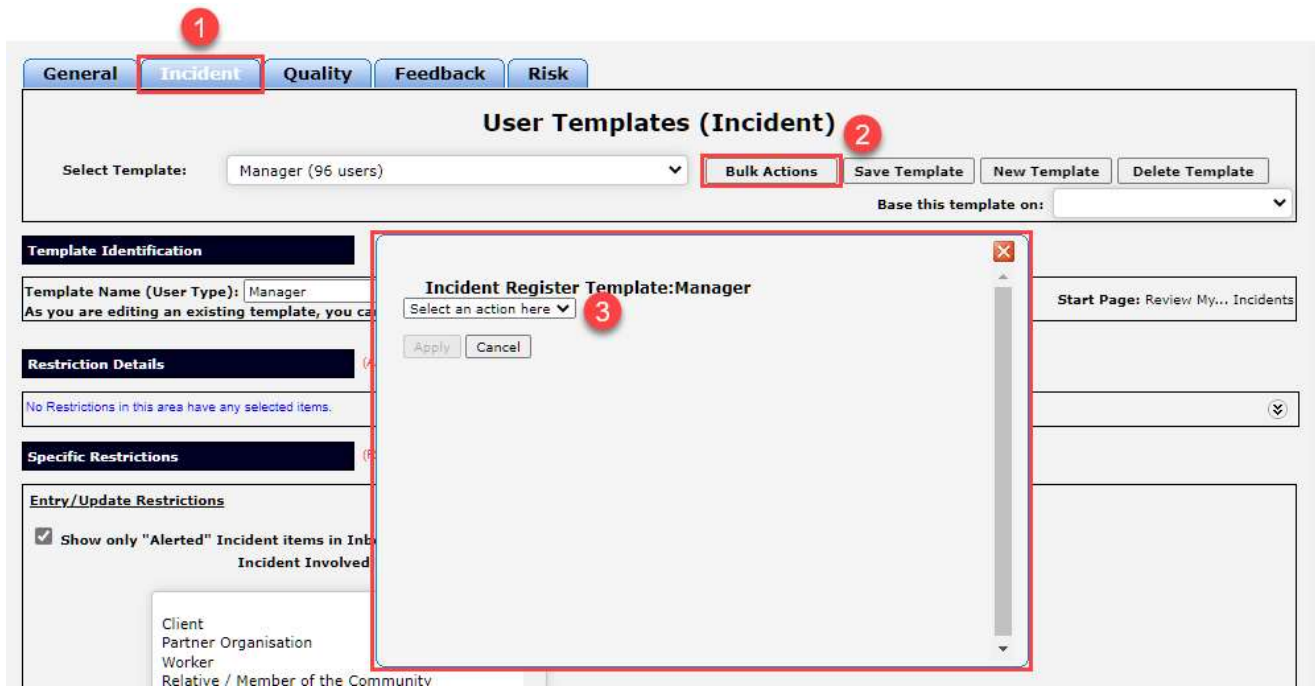 1
General Incident Quality Feedback Risk
User Templates (Incident)
2
Select Template: Manager (96 users) Bulk Actions Save Template New Template Delete Template
Base this template on:
Template Identification
Template Name (User Type): Manager
As you are editing an existing template, you ca
Start Page: Review My... Incidents
Incident Register Template:Manager
Select an action here 3
Apply Cancel
Restriction Details
No Restrictions in this area have any selected items.
Specific Restrictions
Entry/Update Restrictions
Show only "Alerted" Incident items in Inb
Incident Involved
Client
Partner Organisation
Worker
Relative / Member of the Community